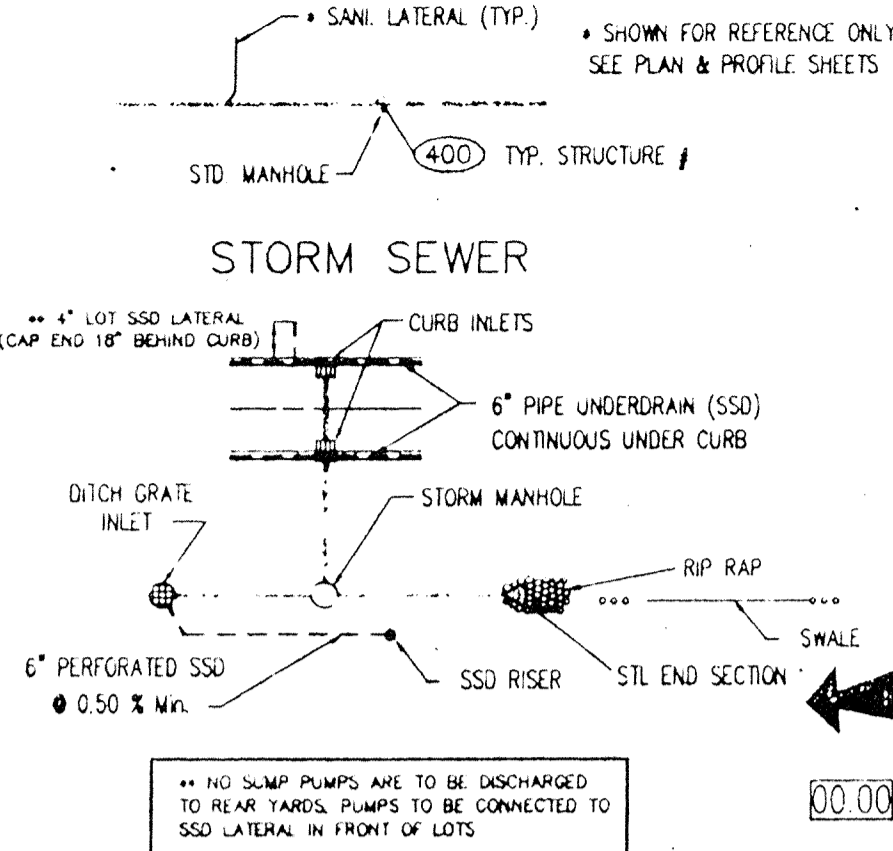 * SANI. LATERAL (TYP.)
* SHOWN FOR REFERENCE ONLY
SEE PLAN & PROFILE SHEETS
STD. MANHOLE
400 TYP. STRUCTURE #
STORM SEWER
** 4" LOT SSD LATERAL
(CAP END 18" BEHIND CURB)
CURB INLETS
6" PIPE UNDERDRAIN (SSD)
CONTINUOUS UNDER CURB
DITCH GRATE
INLET
STORM MANHOLE
RIP RAP
SWALE
6" PERFORATED SSD
@ 0.50 % Min.
SSD RISER
STL END SECTION
** NO SUMP PUMPS ARE TO BE DISCHARGED
TO REAR YARDS. PUMPS TO BE CONNECTED TO
SSD LATERAL IN FRONT OF LOTS
00.00